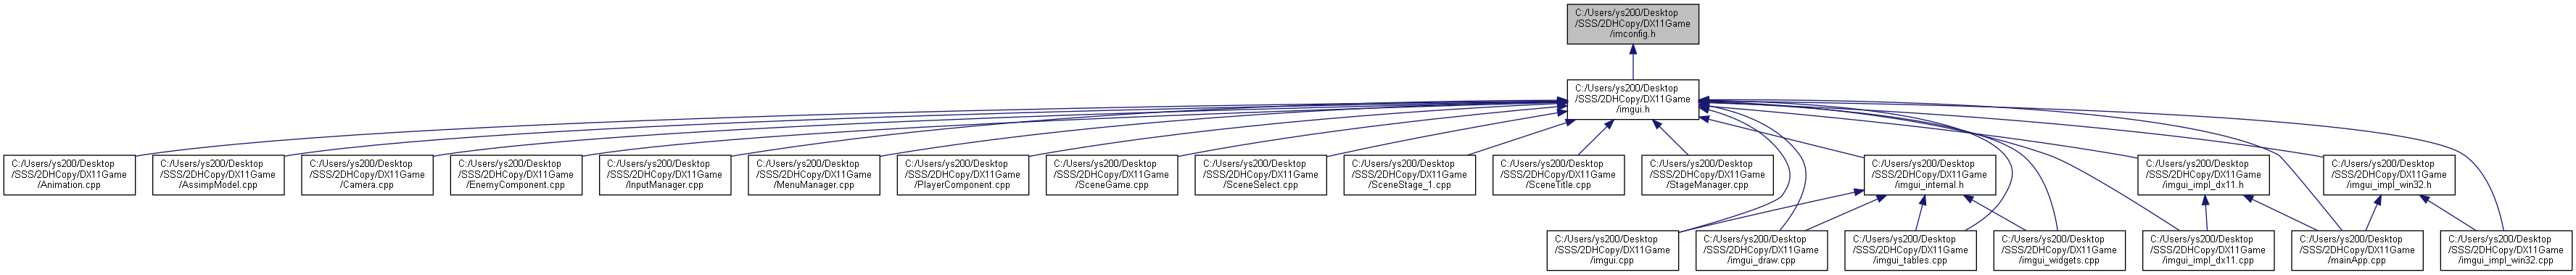 C:/Users/ys200/Desktop
/SSS/2DHCopy/DX11Game
/imconfig.h
C:/Users/ys200/Desktop
/SSS/2DHCopy/DX11Game
/imgui.h
C:/Users/ys200/Desktop
/SSS/2DHCopy/DX11Game
/Animation.cpp
C:/Users/ys200/Desktop
/SSS/2DHCopy/DX11Game
/AssimpModel.cpp
C:/Users/ys200/Desktop
/SSS/2DHCopy/DX11Game
/Camera.cpp
C:/Users/ys200/Desktop
/SSS/2DHCopy/DX11Game
/EnemyComponent.cpp
C:/Users/ys200/Desktop
/SSS/2DHCopy/DX11Game
/InputManager.cpp
C:/Users/ys200/Desktop
/SSS/2DHCopy/DX11Game
/MenuManager.cpp
C:/Users/ys200/Desktop
/SSS/2DHCopy/DX11Game
/PlayerComponent.cpp
C:/Users/ys200/Desktop
/SSS/2DHCopy/DX11Game
/SceneGame.cpp
C:/Users/ys200/Desktop
/SSS/2DHCopy/DX11Game
/SceneSelect.cpp
C:/Users/ys200/Desktop
/SSS/2DHCopy/DX11Game
/SceneStage_1.cpp
C:/Users/ys200/Desktop
/SSS/2DHCopy/DX11Game
/SceneTitle.cpp
C:/Users/ys200/Desktop
/SSS/2DHCopy/DX11Game
/StageManager.cpp
C:/Users/ys200/Desktop
/SSS/2DHCopy/DX11Game
/imgui_internal.h
C:/Users/ys200/Desktop
/SSS/2DHCopy/DX11Game
/imgui_impl_dx11.h
C:/Users/ys200/Desktop
/SSS/2DHCopy/DX11Game
/imgui_impl_win32.h
C:/Users/ys200/Desktop
/SSS/2DHCopy/DX11Game
/imgui.cpp
C:/Users/ys200/Desktop
/SSS/2DHCopy/DX11Game
/imgui_draw.cpp
C:/Users/ys200/Desktop
/SSS/2DHCopy/DX11Game
/imgui_tables.cpp
C:/Users/ys200/Desktop
/SSS/2DHCopy/DX11Game
/imgui_widgets.cpp
C:/Users/ys200/Desktop
/SSS/2DHCopy/DX11Game
/imgui_impl_dx11.cpp
C:/Users/ys200/Desktop
/SSS/2DHCopy/DX11Game
/mainApp.cpp
C:/Users/ys200/Desktop
/SSS/2DHCopy/DX11Game
/imgui_impl_win32.cpp